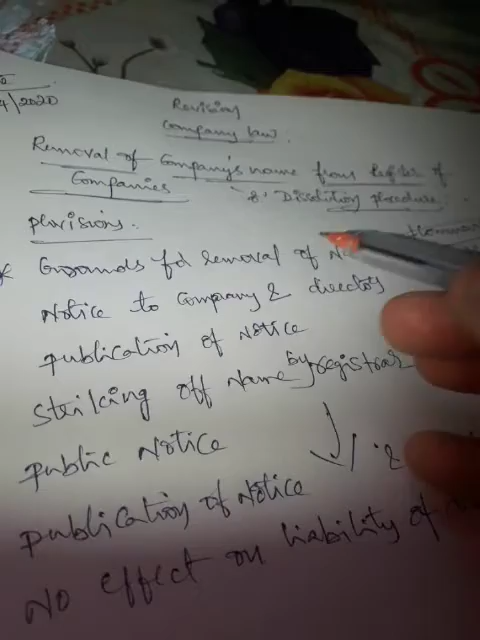 4/2020
Revising
Company law.
Removal of Company's name from Register of
Companies & Dissolution procedure
provisions.
* Grounds for removal of
Notice to Company & directors
publication of Notice
striking off Name by registrar
public Notice
publication of Notice
No effect on liability of